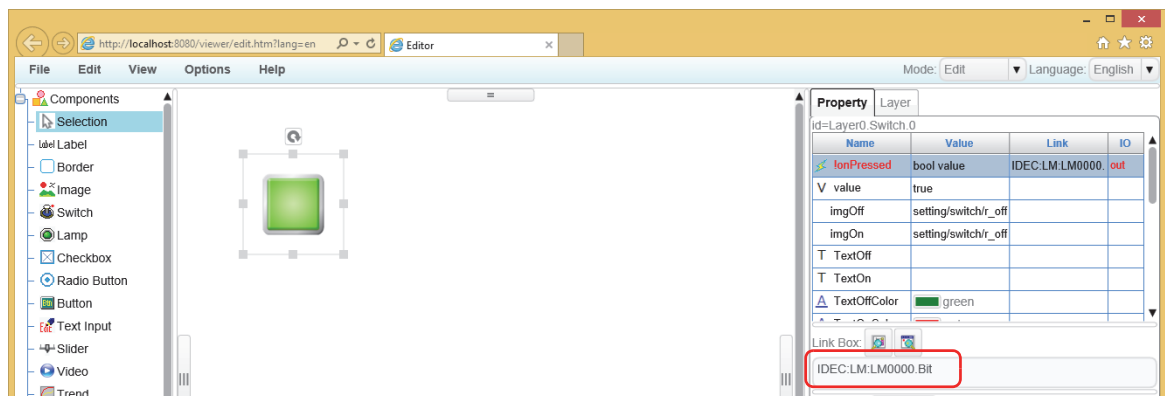 http://localhost:8080/viewer/edit.htm?lang=en
Editor
File Edit View Options Help
Mode: Edit Language: English
Components
Selection
label Label
Border
Image
Switch
Lamp
Checkbox
Radio Button
Btn Button
Edit Text Input
Slider
Video
Trend
Property Layer
id=Layer0.Switch.0
Name Value Link IO
!onPressed bool value IDEC:LM:LM0000. out
V value true
imgOff setting/switch/r_off
imgOn setting/switch/r_off
T TextOff
T TextOn
A TextOffColor green
Link Box:
IDEC:LM:LM0000.Bit